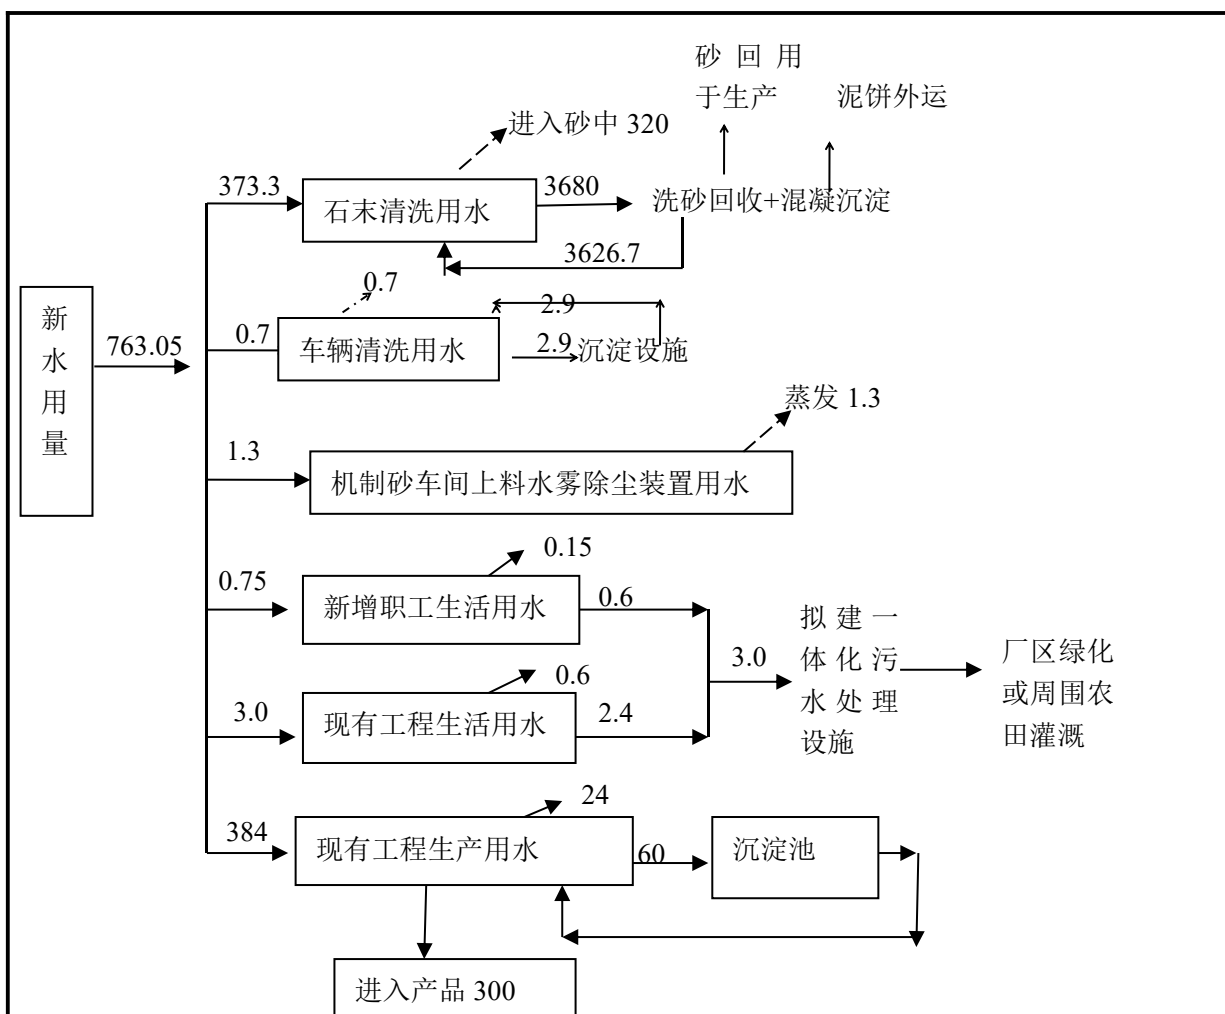 砂 回 用
于生产
泥饼外运
进入砂中 320
373.3
石末清洗用水
3680
洗砂回收+混凝沉淀
3626.7
0.7
2.9
新
水
用
量
763.05
0.7
车辆清洗用水
2.9
沉淀设施
蒸发 1.3
1.3
机制砂车间上料水雾除尘装置用水
0.15
0.75
新增职工生活用水
0.6
拟 建 一
体 化 污
水 处 理
设施
3.0
厂区绿化
或周围农
田灌溉
0.6
3.0
现有工程生活用水
2.4
24
384
现有工程生产用水
60
沉淀池
进入产品 300